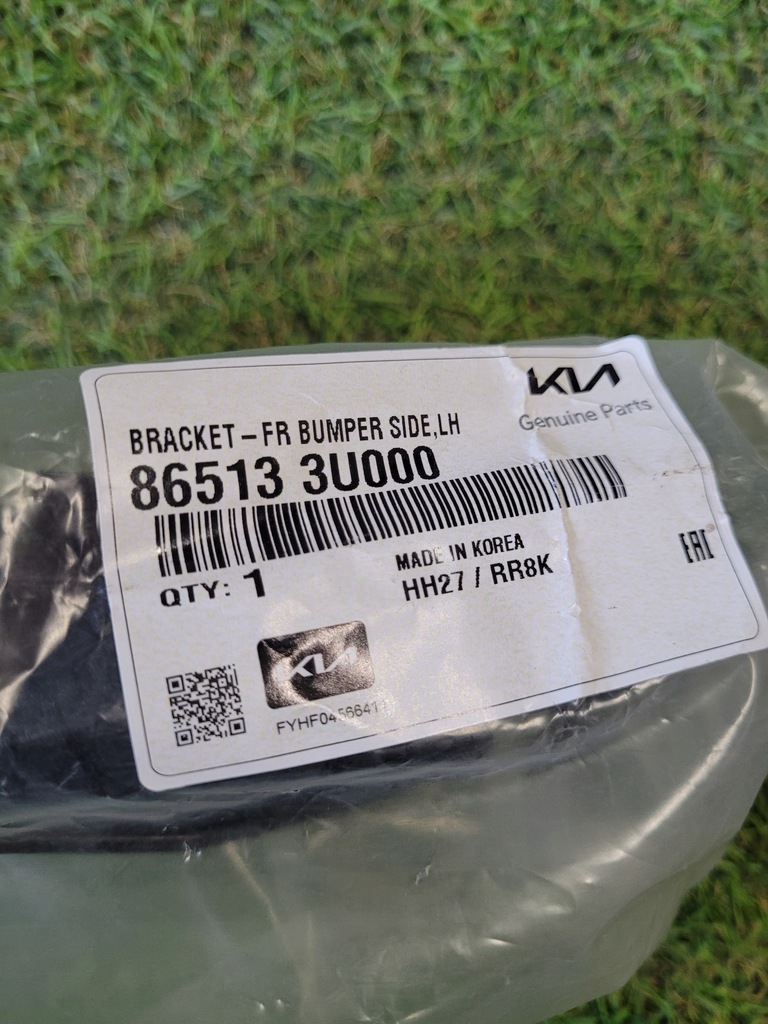 KIA
Genuine Parts
BRACKET-FR BUMPER SIDE,LH
86513 3U000
MADE IN KOREA
QTY: 1
HH27 / RR8K
EAC
KIA